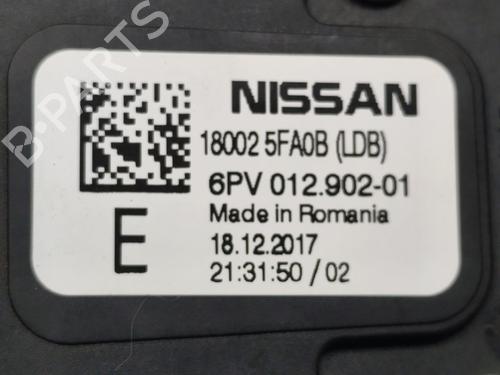 B-PARTS
NISSAN
18002 5FA0B (LDB)
6PV 012.902-01
Made in Romania
18.12.2017
21:31:50 / 02
E